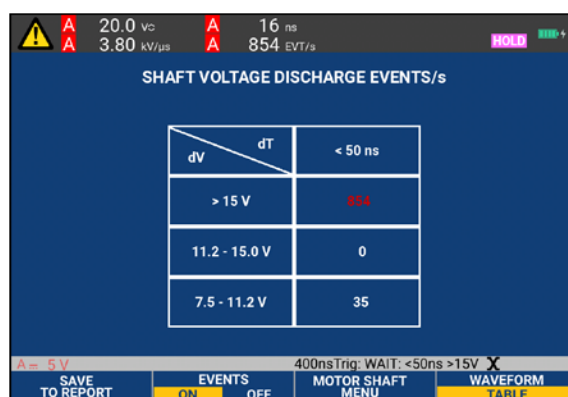 A 20.0 vc A 16 ns
A 3.80 kV/µs A 854 EVT/s
HOLD
SHAFT VOLTAGE DISCHARGE EVENTS/s
dV dT < 50 ns
> 15 V 854
11.2 - 15.0 V 0
7.5 - 11.2 V 35
A= 5 V 400nsTrig: WAIT: <50ns >15V X
SAVE TO REPORT EVENTS MOTOR SHAFT MENU WAVEFORM
ON OFF TABLE